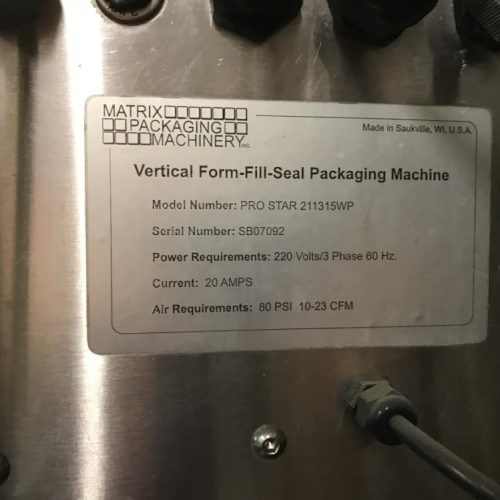 MATRIX
PACKAGING
MACHINERY INC.
Made in Saukville, WI, U.S.A.
Vertical Form-Fill-Seal Packaging Machine
Model Number: PRO STAR 211315WP
Serial Number: SB07092
Power Requirements: 220 Volts/3 Phase 60 Hz.
Current: 20 AMPS
Air Requirements: 80 PSI 10-23 CFM